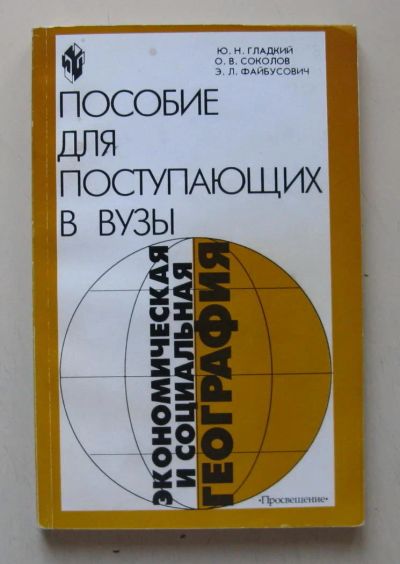 Ю. Н. ГЛАДКИЙ
О. В. СОКОЛОВ
Э. Л. ФАЙБУСОВИЧ
ПОСОБИЕ
ДЛЯ
ПОСТУПАЮЩИХ
В ВУЗЫ
ЭКОНОМИЧЕСКАЯ
И СОЦИАЛЬНАЯ
ГЕОГРАФИЯ
«Просвещение»